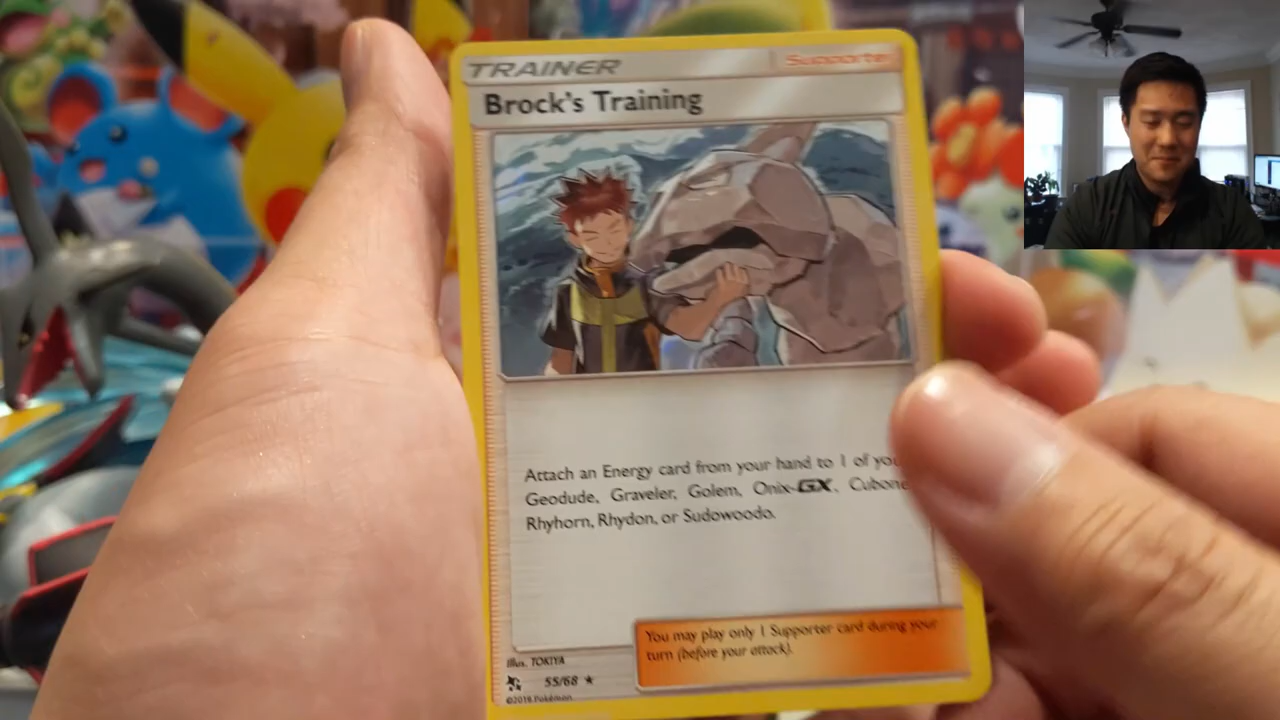 TRAINER
Supporter
Brock's Training
Attach an Energy card from your hand to 1 of you
Geodude, Graveler, Golem, Onix-GX, Cubone
Rhyhorn, Rhydon, or Sudowoodo.
You may play only 1 Supporter card during your
turn (before your attack).
Illus. TOKIYA
55/68 ★
©2019 Pokémon